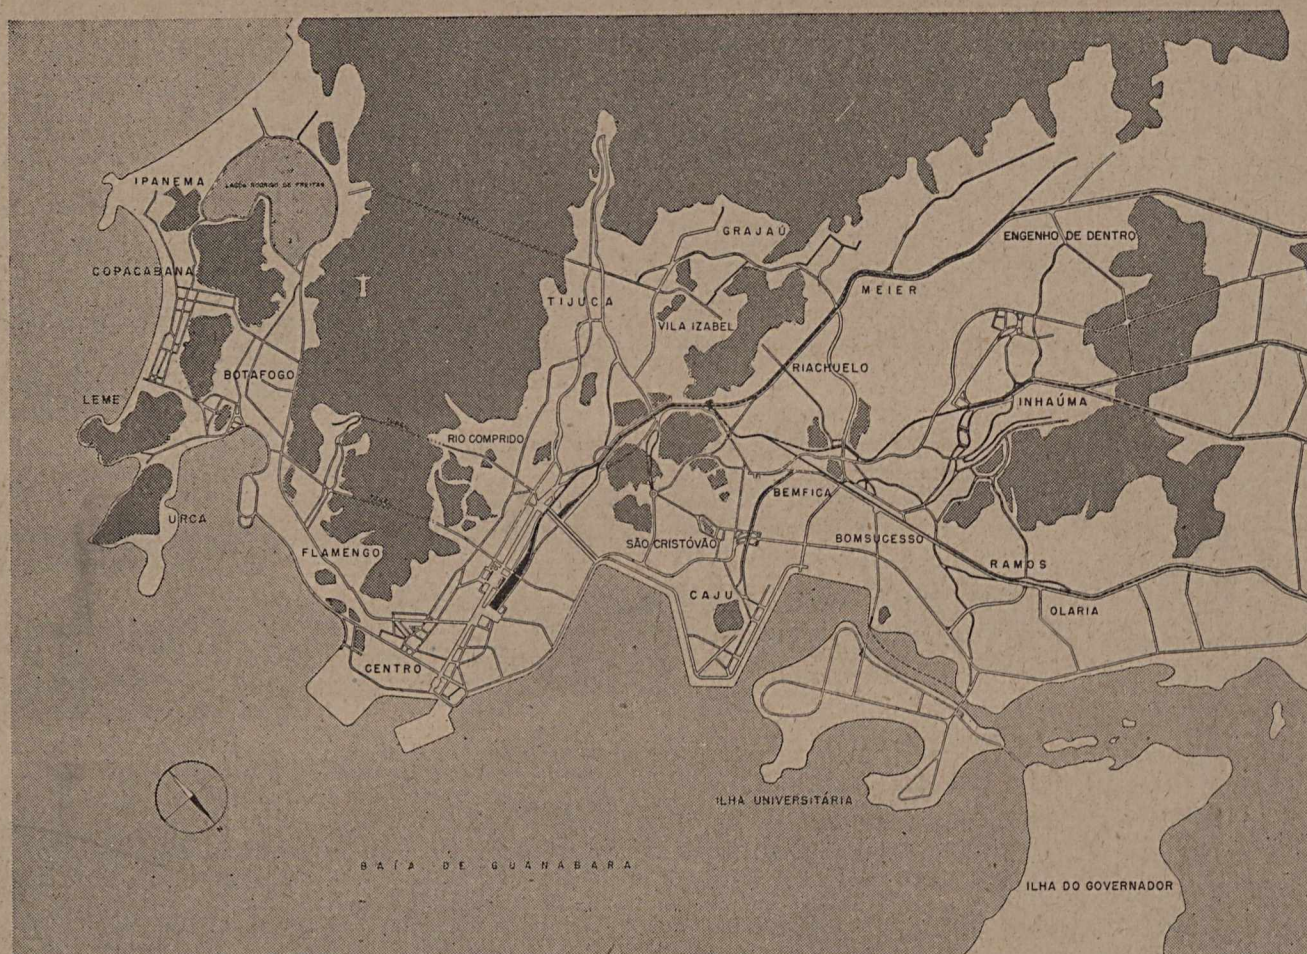 IPANEMA
LAGÔA RODRIGO DE FREITAS
GRAJAÚ
ENGENHO DE DENTRO
COPACABANA
MEIER
TIJUCA
VILA IZABEL
RIACHUELO
BOTAFOGO
LEME
INHAÚMA
RIO COMPRIDO
BEMFICA
URCA
FLAMENGO
SÃO CRISTÓVÃO
BOMSUCESSO
RAMOS
CAJU
OLARIA
CENTRO
ILHA UNIVERSITÁRIA
N
BAÍA DE GUANABARA
ILHA DO GOVERNADOR